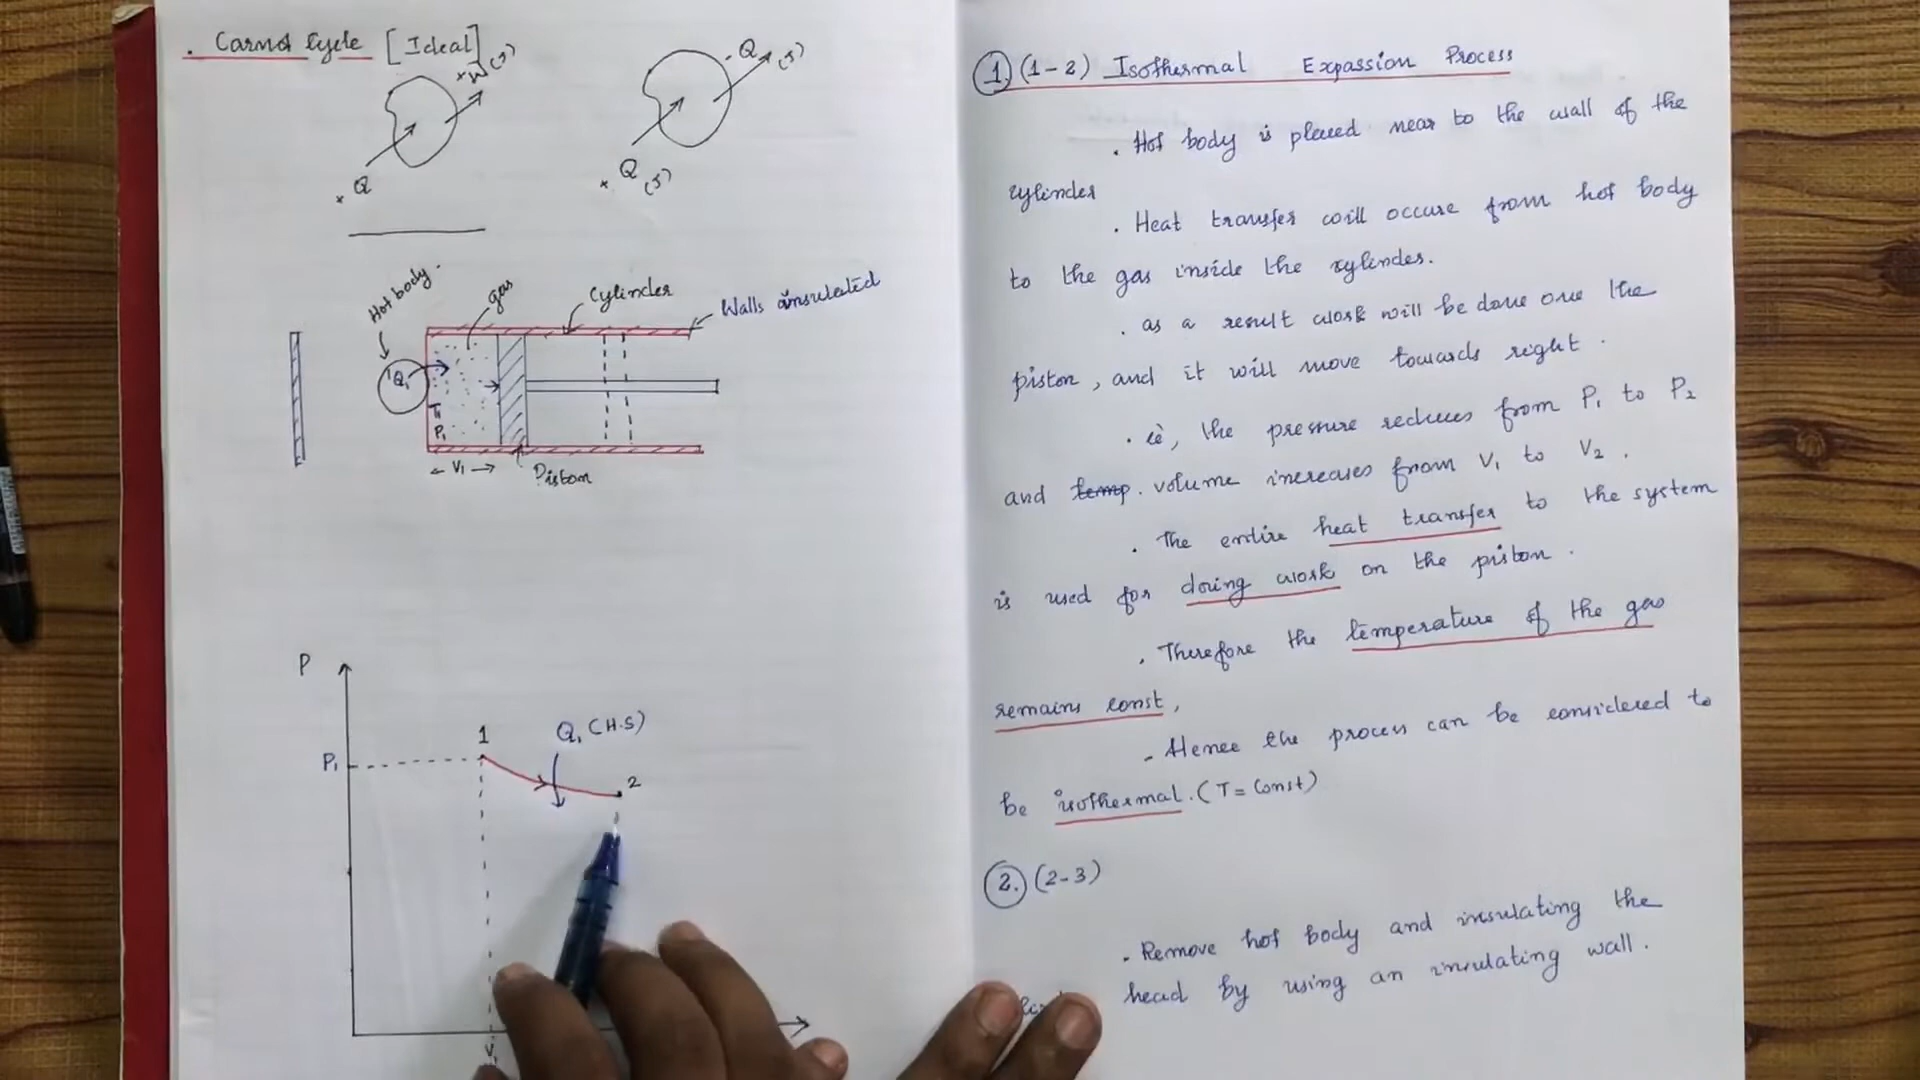 . Carnot Cycle [Ideal]
+W (J)
+ Q
- Q (J)
+ Q (J)
Hot body.
gas
Cylinder
Walls insulated
Q₁
T₁
P₁
← V₁ →
Piston
P
P₁
1
Q₁ (H.S)
2
V₁
1. (1-2) Isothermal Expassion Process
. Hot body is placed near to the wall of the
cylinder
. Heat transfer will occure from hot body
to the gas inside the cylinder.
. as a result work will be done one the
piston, and it will move towards right.
. ie, the pressure reduces from P₁ to P₂
and temp. volume increases from V₁ to V₂.
. The entire heat transfer to the system
is used for doing work on the piston.
. Therefore the temperature of the gas
remains const,
- Hence the process can be considered to
be isothermal. (T = Const)
2. (2-3)
. Remove hot body and insulating the
head by using an insulating wall.